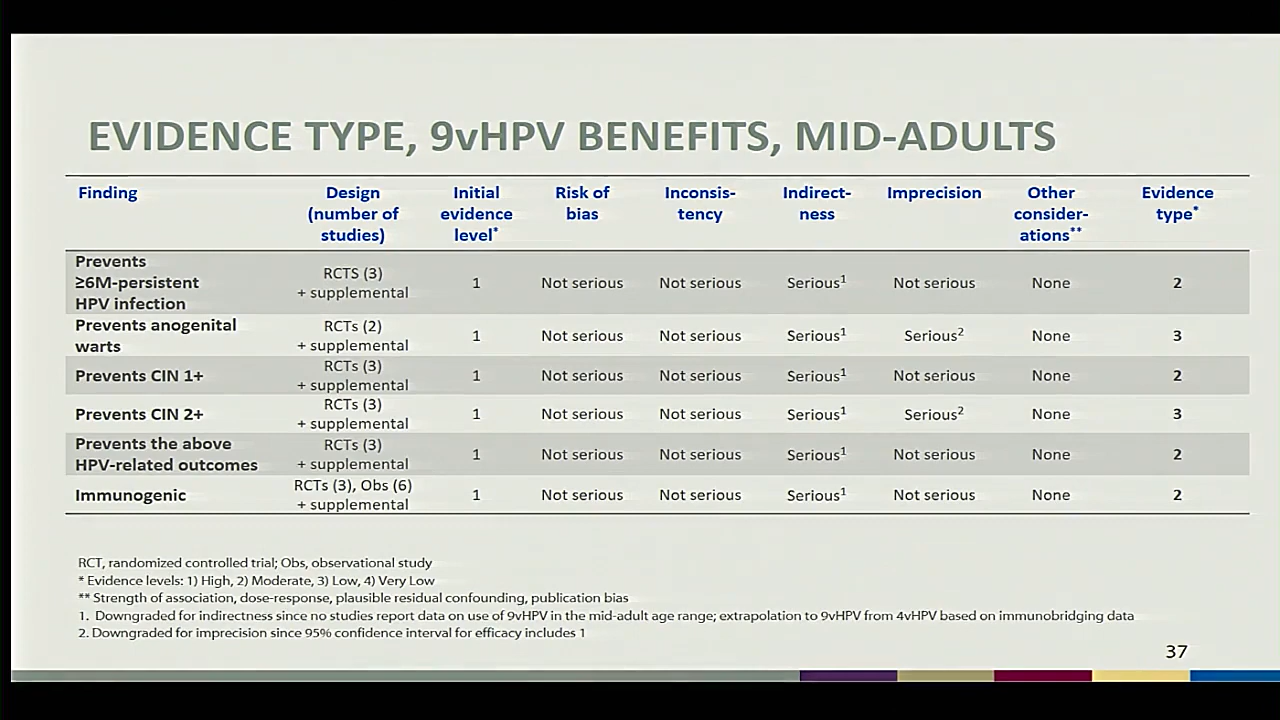 EVIDENCE TYPE, 9vHPV BENEFITS, MID-ADULTS
Finding
Design
(number of
studies)
Initial
evidence
level*
Risk of
bias
Inconsis-
tency
Indirect-
ness
Imprecision
Other
consider-
ations**
Evidence
type*
Prevents
≥6M-persistent
HPV infection
RCTS (3)
+ supplemental
1
Not serious
Not serious
Serious¹
Not serious
None
2
Prevents anogenital
warts
RCTs (2)
+ supplemental
1
Not serious
Not serious
Serious¹
Serious²
None
3
Prevents CIN 1+
RCTs (3)
+ supplemental
1
Not serious
Not serious
Serious¹
Not serious
None
2
Prevents CIN 2+
RCTs (3)
+ supplemental
1
Not serious
Not serious
Serious¹
Serious²
None
3
Prevents the above
HPV-related outcomes
RCTs (3)
+ supplemental
1
Not serious
Not serious
Serious¹
Not serious
None
2
Immunogenic
RCTs (3), Obs (6)
+ supplemental
1
Not serious
Not serious
Serious¹
Not serious
None
2
RCT, randomized controlled trial; Obs, observational study
* Evidence levels: 1) High, 2) Moderate, 3) Low, 4) Very Low
** Strength of association, dose-response, plausible residual confounding, publication bias
1. Downgraded for indirectness since no studies report data on use of 9vHPV in the mid-adult age range; extrapolation to 9vHPV from 4vHPV based on immunobridging data
2. Downgraded for imprecision since 95% confidence interval for efficacy includes 1
37